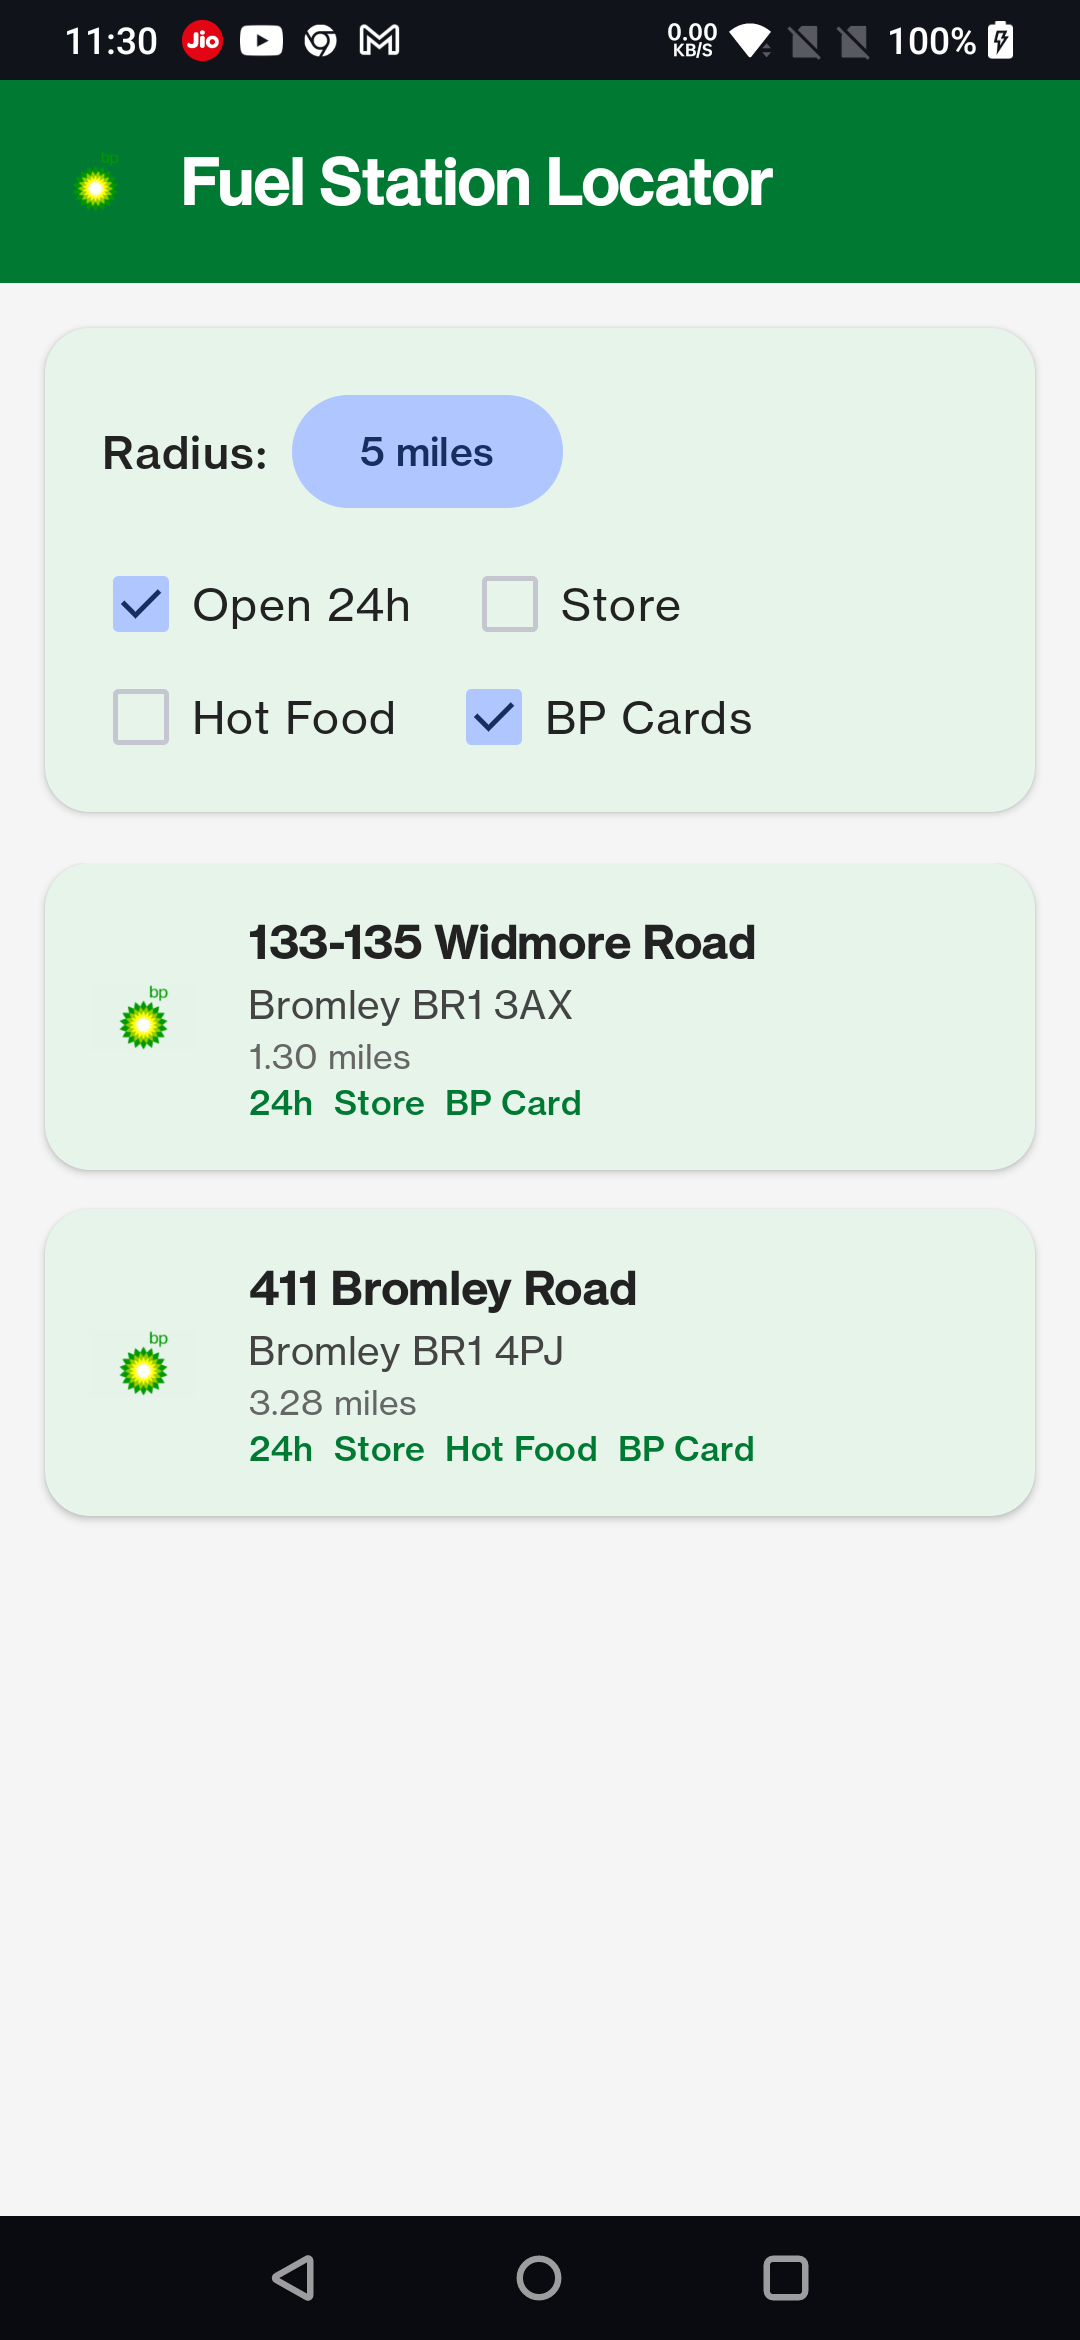 11:30 Jio 0.00 KB/S 100%
bp Fuel Station Locator
Radius: 5 miles
Open 24h Store
Hot Food BP Cards
133-135 Widmore Road
bp Bromley BR1 3AX
1.30 miles
24h Store BP Card
411 Bromley Road
bp Bromley BR1 4PJ
3.28 miles
24h Store Hot Food BP Card